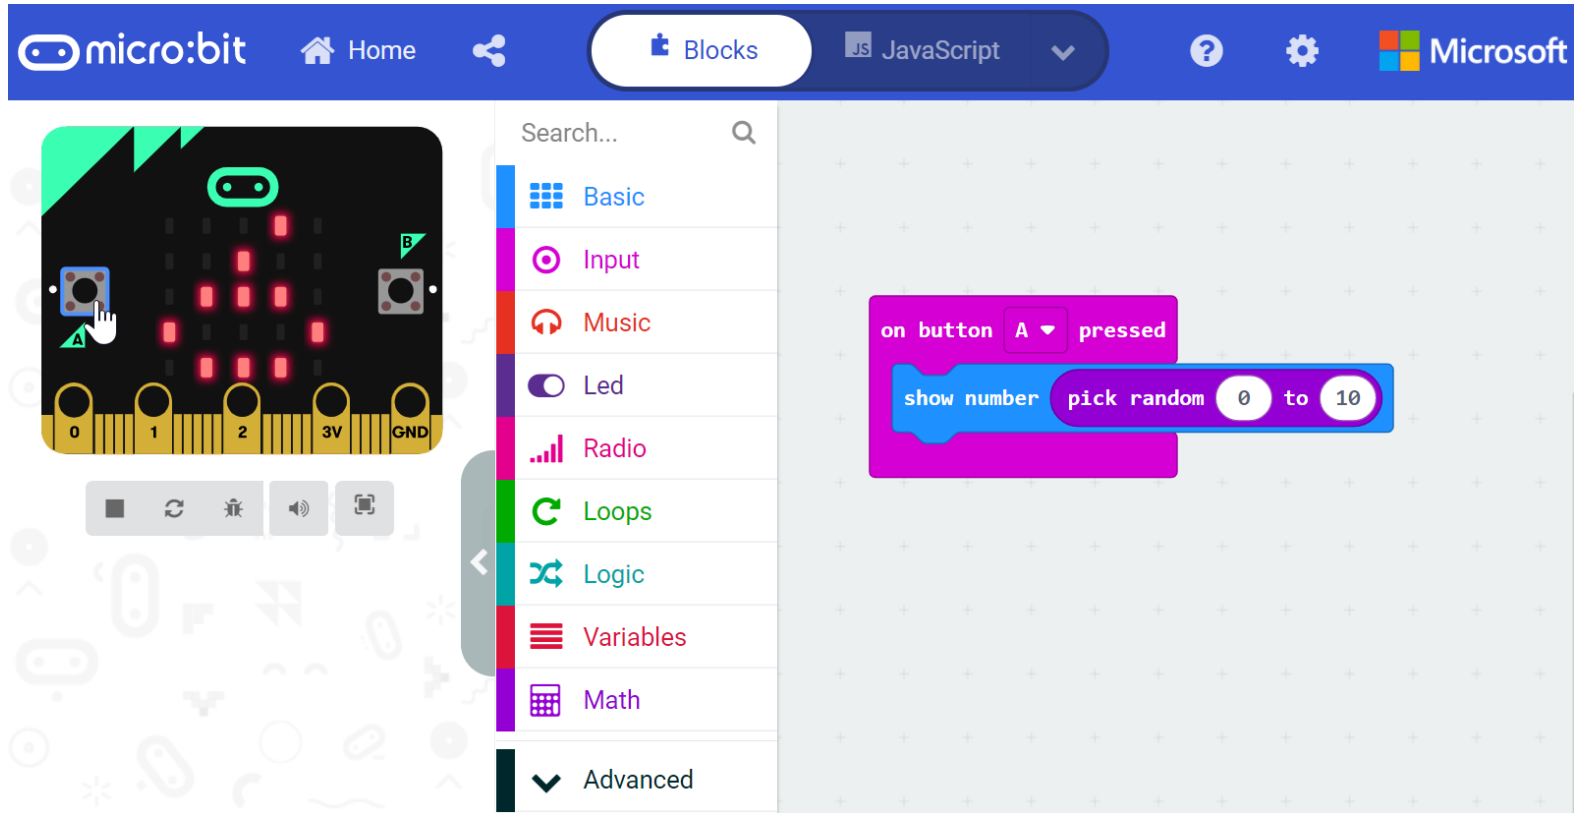 micro:bit Home Blocks JS JavaScript ? Microsoft
Search...
Basic
Input
Music
Led
Radio
Loops
Logic
Variables
Math
Advanced
B
A
0 1 2 3V GND
on button A pressed
show number pick random 0 to 10